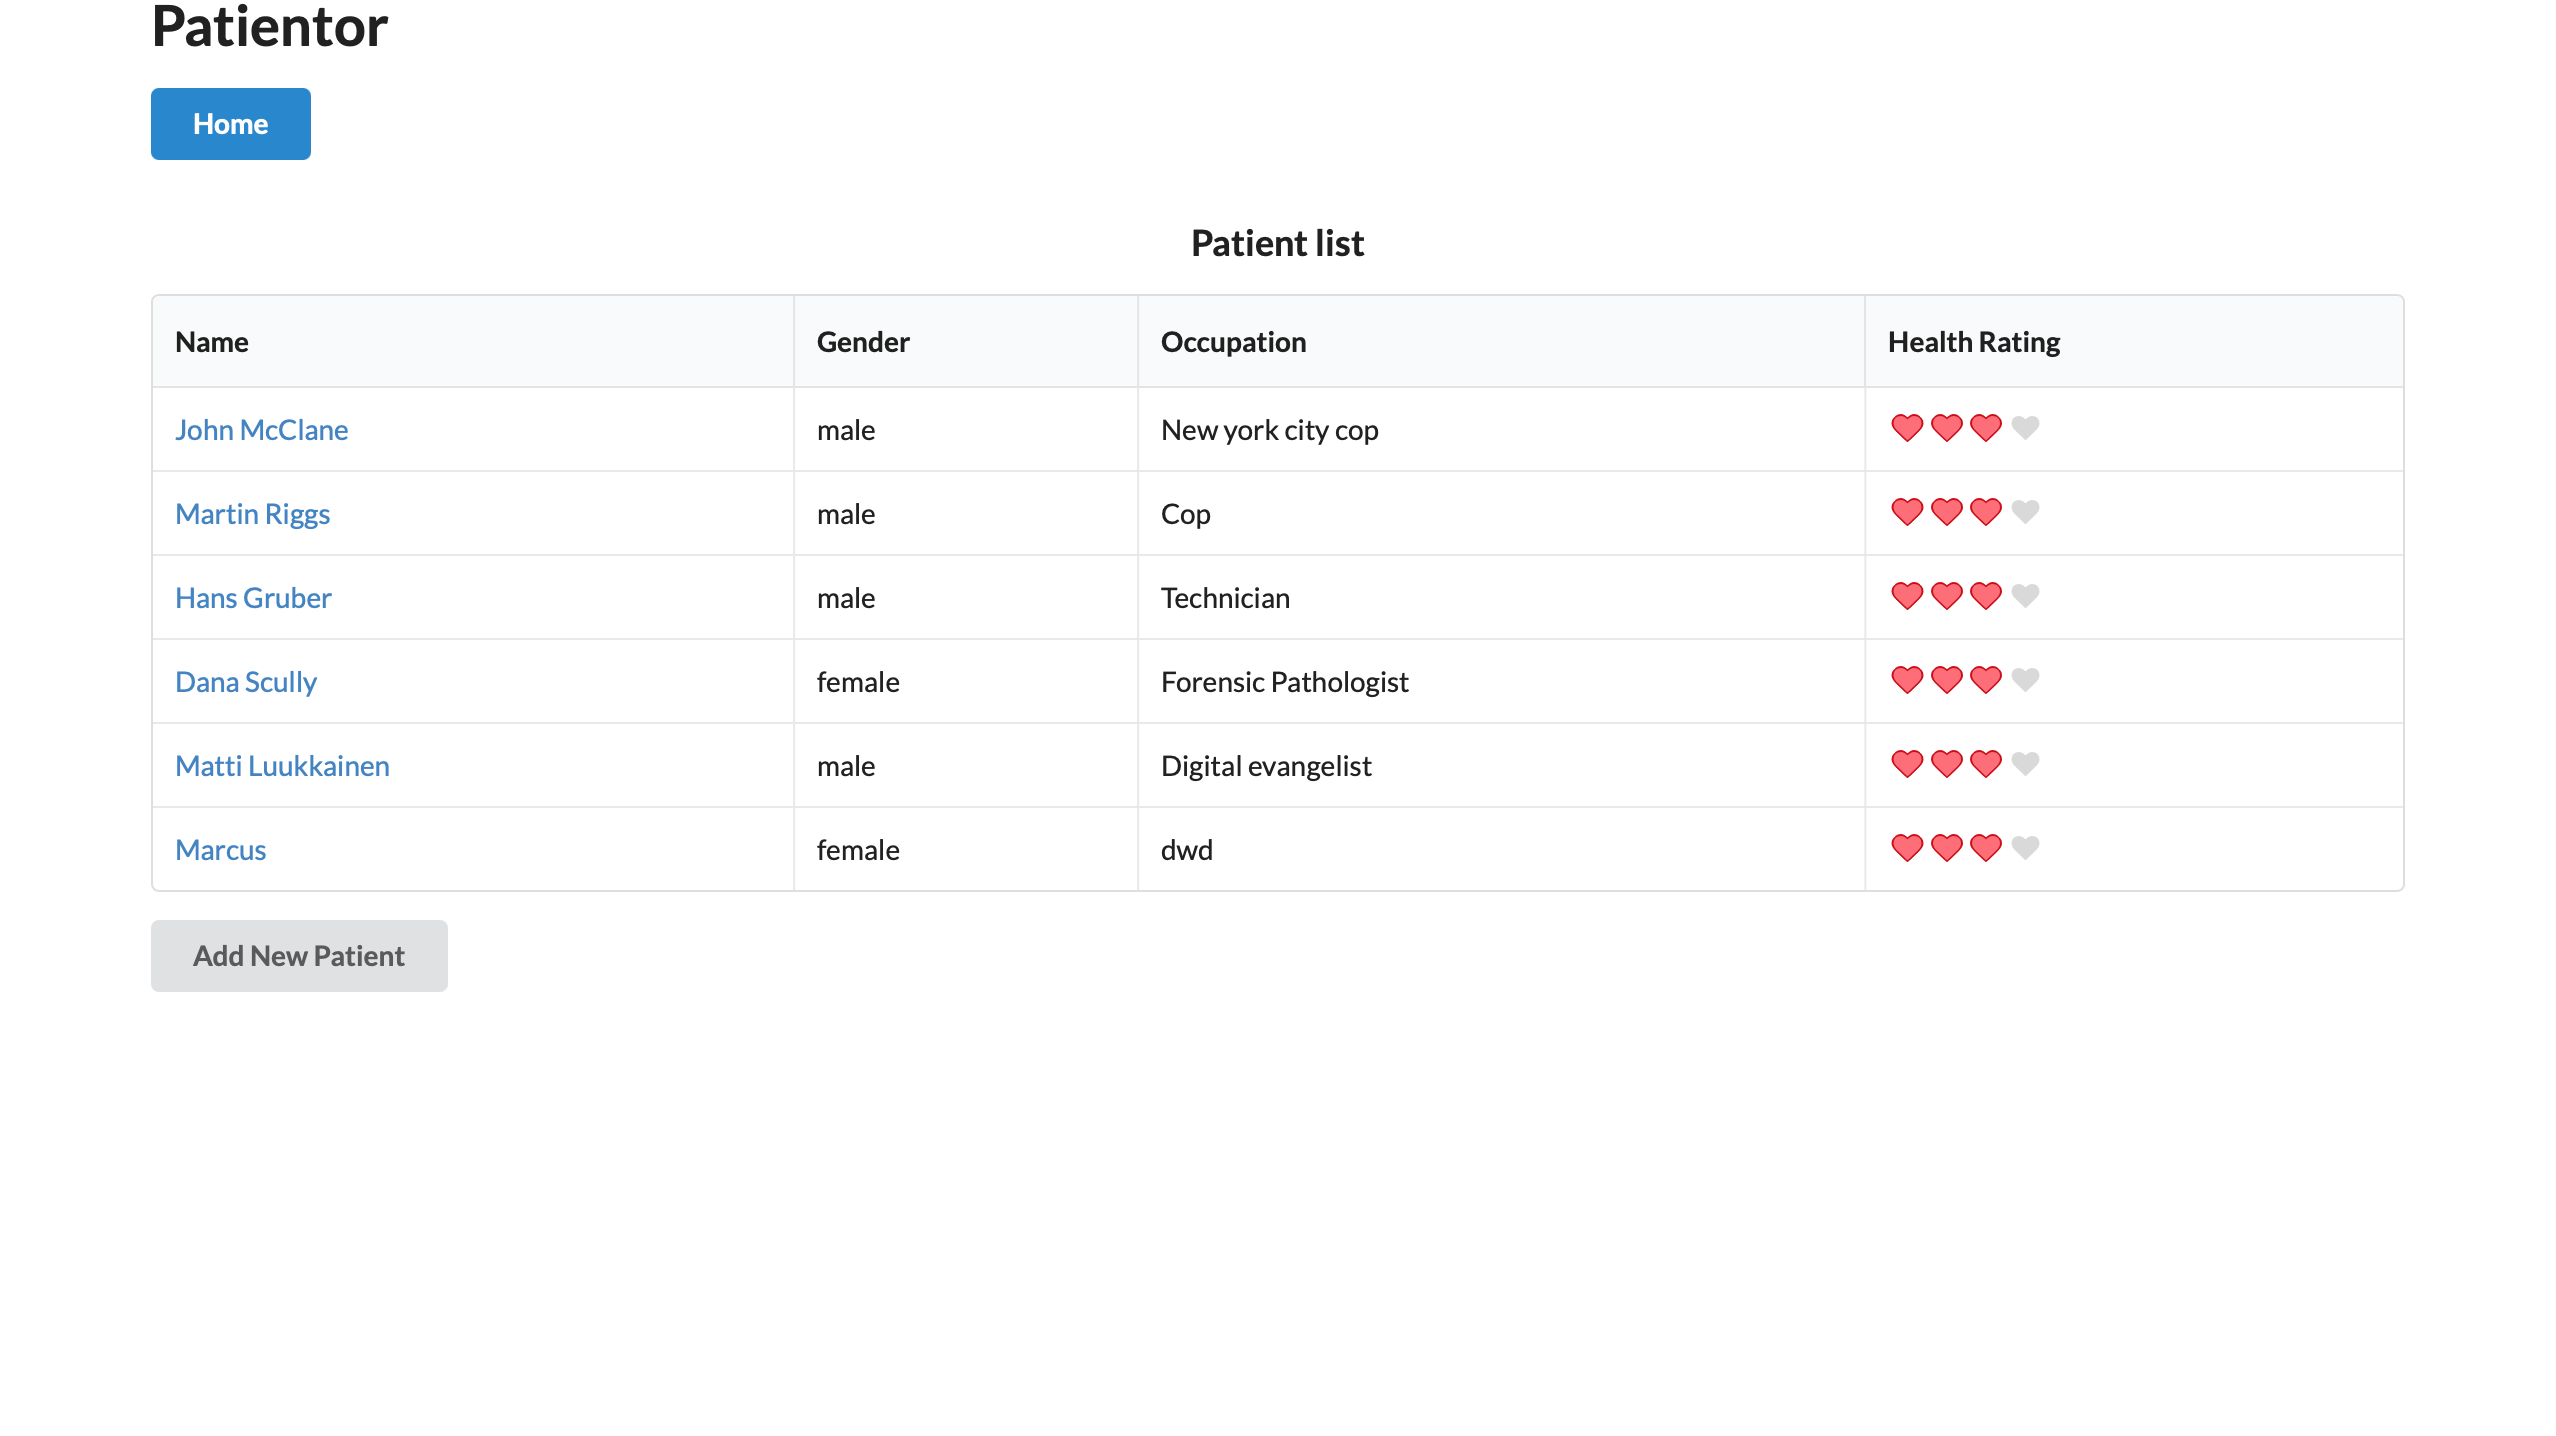 Patientor
Home
Patient list
Name Gender Occupation Health Rating
John McClane male New york city cop
Martin Riggs male Cop
Hans Gruber male Technician
Dana Scully female Forensic Pathologist
Matti Luukkainen male Digital evangelist
Marcus female dwd
Add New Patient